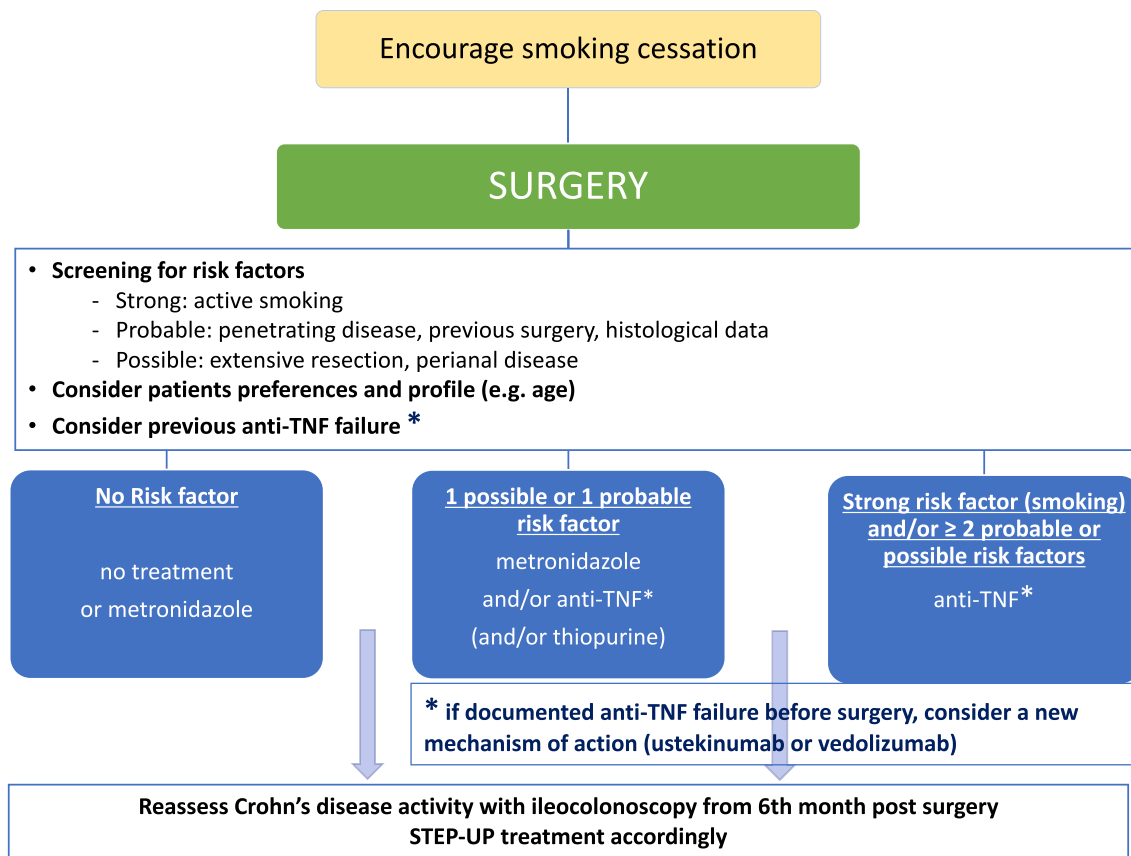 Encourage smoking cessation
SURGERY
• Screening for risk factors
- Strong: active smoking
- Probable: penetrating disease, previous surgery, histological data
- Possible: extensive resection, perianal disease
• Consider patients preferences and profile (e.g. age)
• Consider previous anti-TNF failure *
No Risk factor
no treatment
or metronidazole
1 possible or 1 probable
risk factor
metronidazole
and/or anti-TNF*
(and/or thiopurine)
Strong risk factor (smoking)
and/or ≥ 2 probable or
possible risk factors
anti-TNF*
* if documented anti-TNF failure before surgery, consider a new
mechanism of action (ustekinumab or vedolizumab)
Reassess Crohn’s disease activity with ileocolonoscopy from 6th month post surgery
STEP-UP treatment accordingly